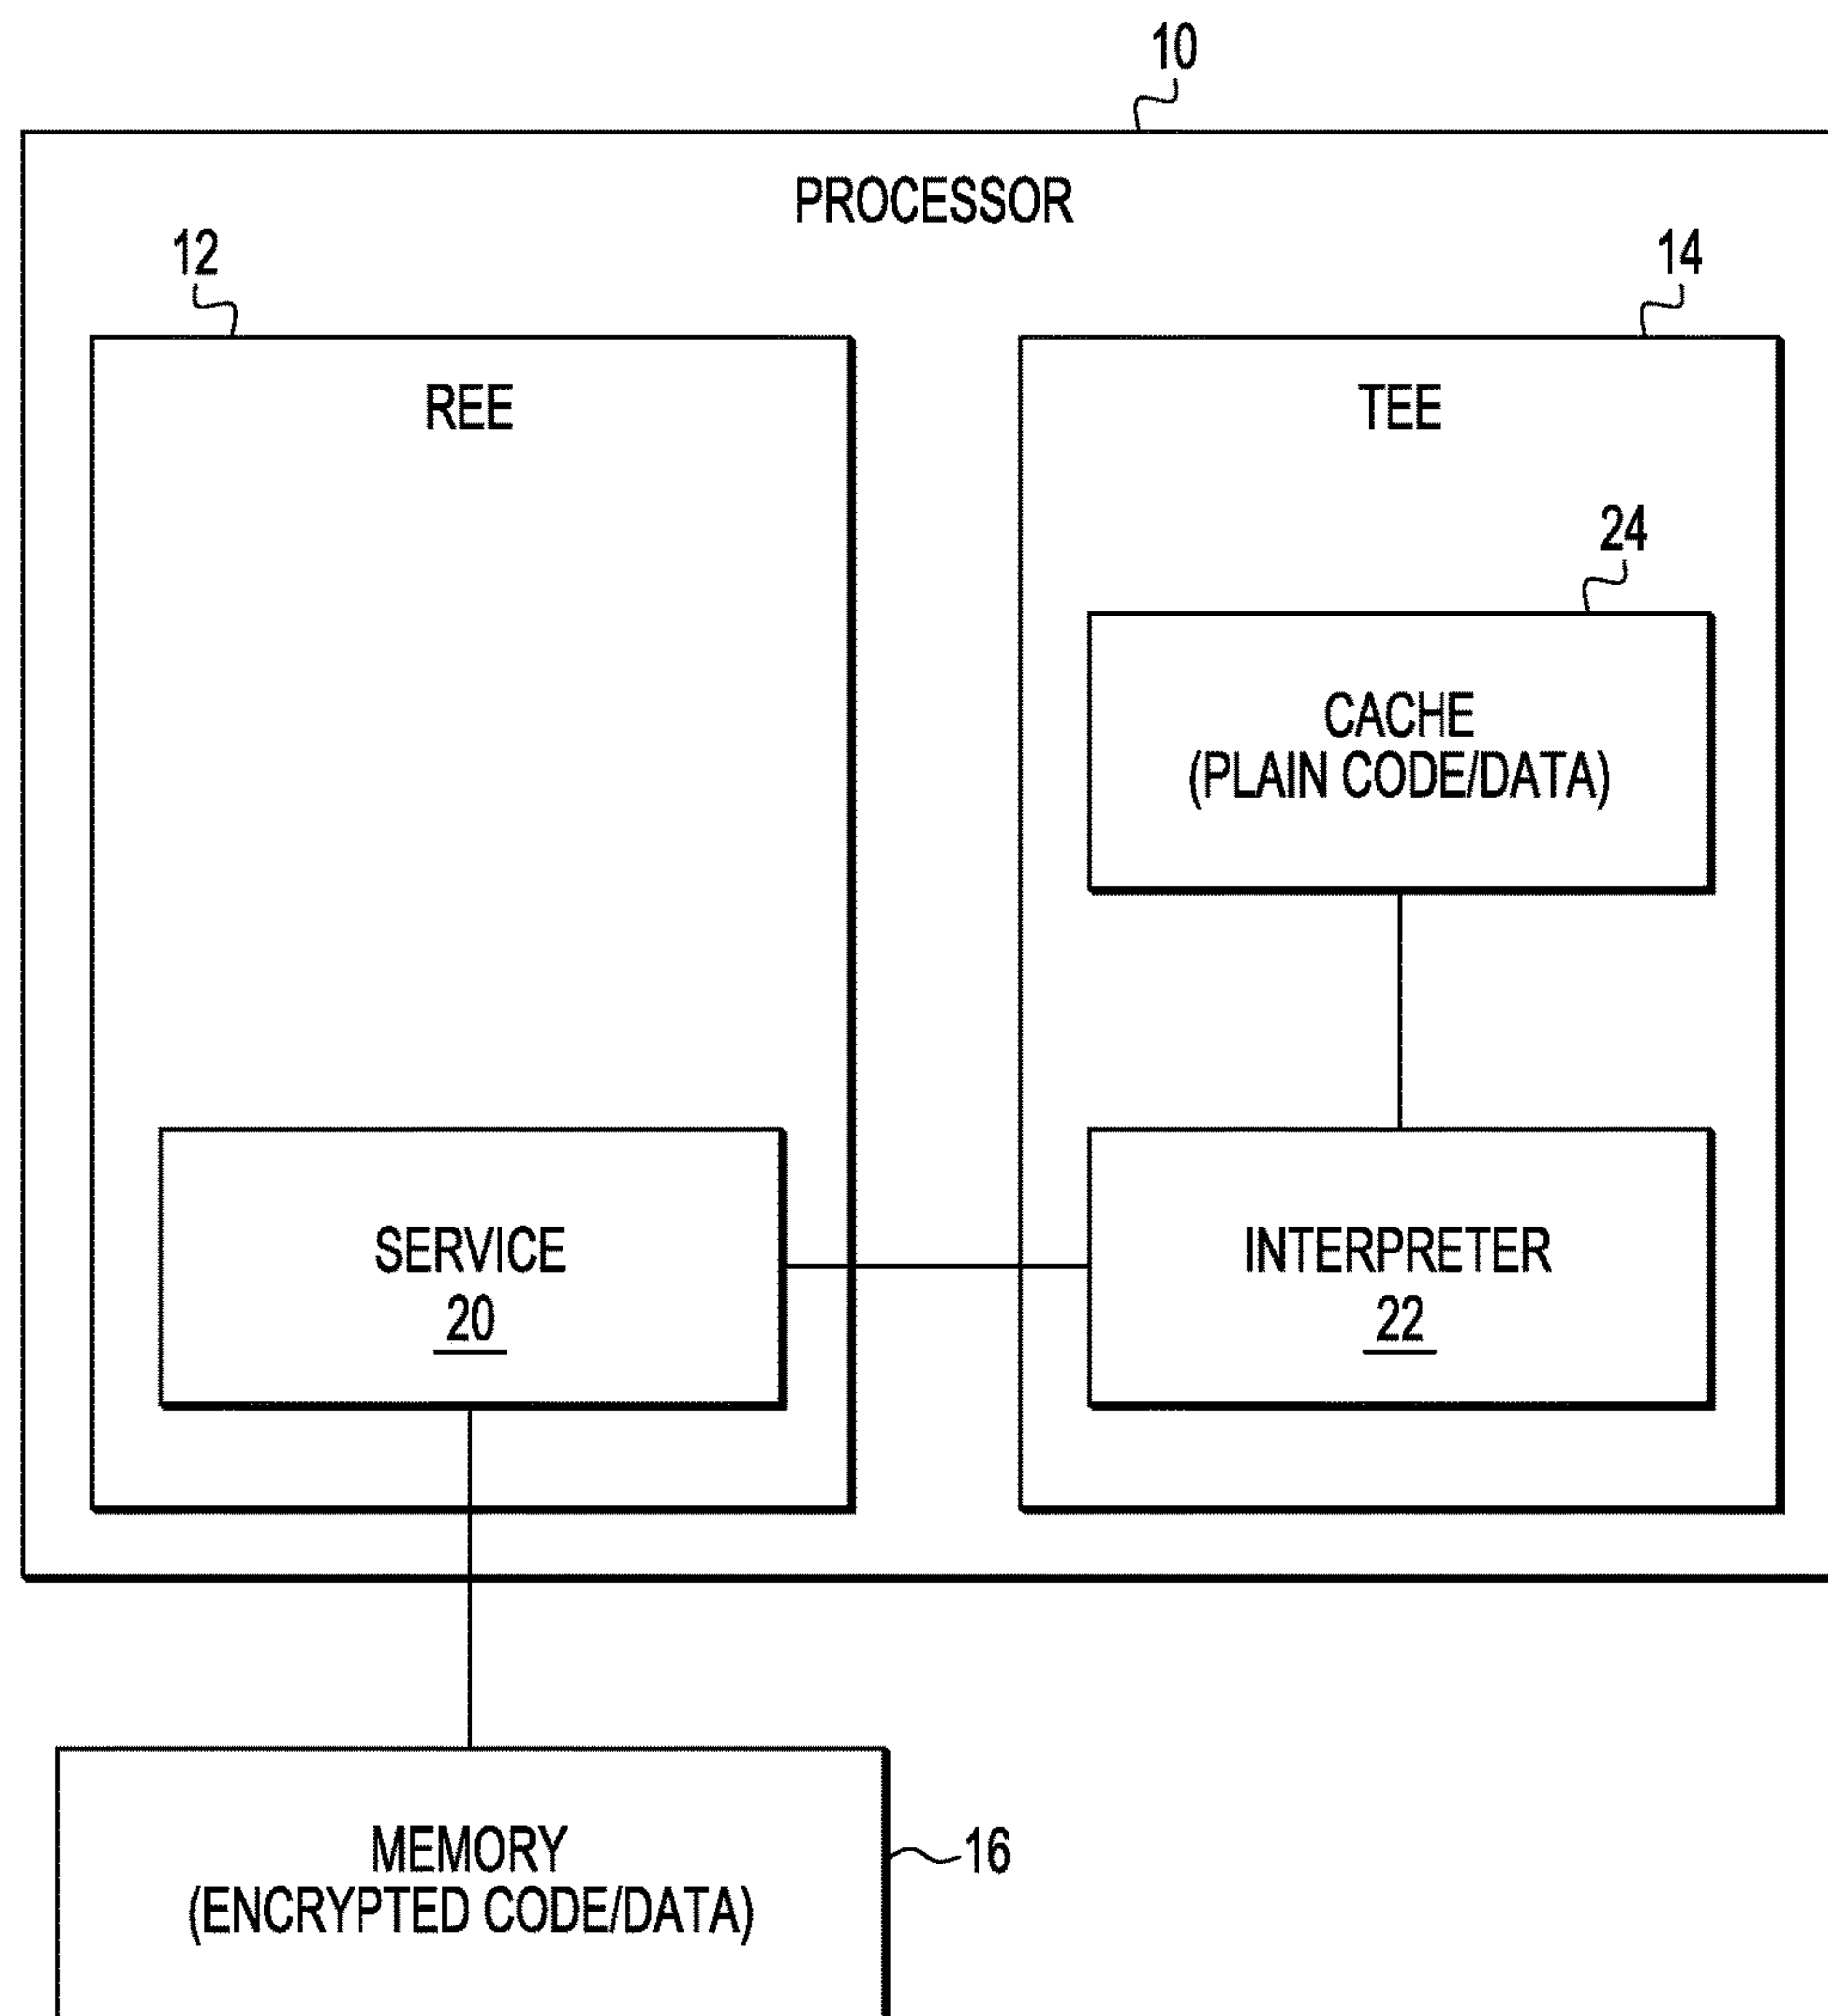 10
PROCESSOR
12
14
REE
TEE
24
CACHE
(PLAIN CODE/DATA)
SERVICE
20
INTERPRETER
22
MEMORY
(ENCRYPTED CODE/DATA)
16